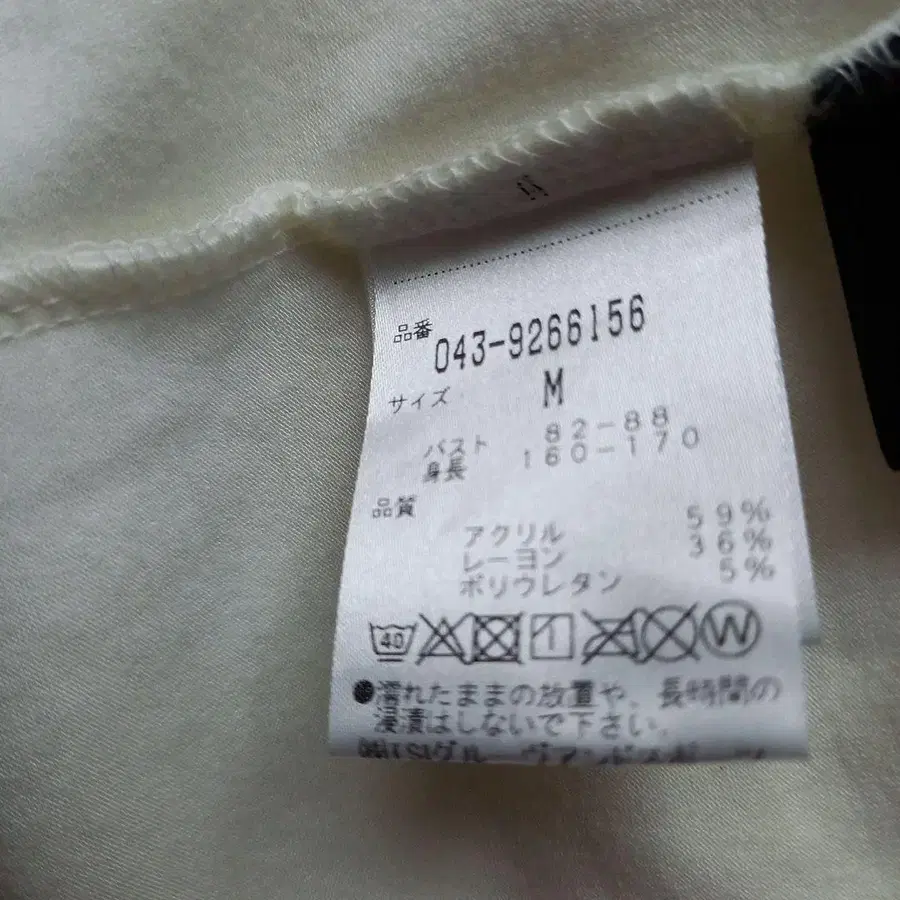 品番 043-9266156
サイズ M
バスト 82-88
身長 160-170
品質
アクリル 59%
レーヨン 36%
ポリウレタン 5%
40 W
●濡れたままの放置や、長時間の
浸漬はしないで下さい。